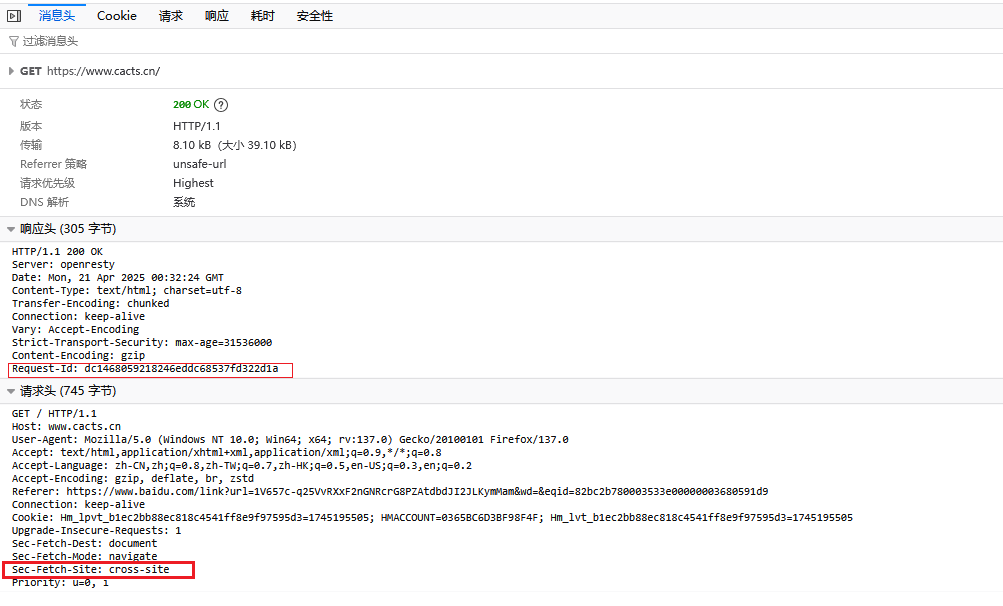 消息头 Cookie 请求 响应 耗时 安全性
过滤消息头
GET https://www.cacts.cn/
状态 200 OK ?
版本 HTTP/1.1
传输 8.10 kB (大小 39.10 kB)
Referrer 策略 unsafe-url
请求优先级 Highest
DNS 解析 系统
响应头 (305 字节)
HTTP/1.1 200 OK
Server: openresty
Date: Mon, 21 Apr 2025 00:32:24 GMT
Content-Type: text/html; charset=utf-8
Transfer-Encoding: chunked
Connection: keep-alive
Vary: Accept-Encoding
Strict-Transport-Security: max-age=31536000
Content-Encoding: gzip
Request-Id: dc1468059218246eddc68537fd322d1a
请求头 (745 字节)
GET / HTTP/1.1
Host: www.cacts.cn
User-Agent: Mozilla/5.0 (Windows NT 10.0; Win64; x64; rv:137.0) Gecko/20100101 Firefox/137.0
Accept: text/html,application/xhtml+xml,application/xml;q=0.9,*/*;q=0.8
Accept-Language: zh-CN,zh;q=0.8,zh-TW;q=0.7,zh-HK;q=0.5,en-US;q=0.3,en;q=0.2
Accept-Encoding: gzip, deflate, br, zstd
Referer: https://www.baidu.com/link?url=1V657c-q25VvRXxF2nGNRcrG8PZAtdbdJI2JLKymMam&wd=&eqid=82bc2b780003533e00000003680591d9
Connection: keep-alive
Cookie: Hm_lpvt_b1ec2bb88ec818c4541ff8e9f97595d3=1745195505; HMACCOUNT=0365BC6D3BF98F4F; Hm_lvt_b1ec2bb88ec818c4541ff8e9f97595d3=1745195505
Upgrade-Insecure-Requests: 1
Sec-Fetch-Dest: document
Sec-Fetch-Mode: navigate
Sec-Fetch-Site: cross-site
Priority: u=0, i